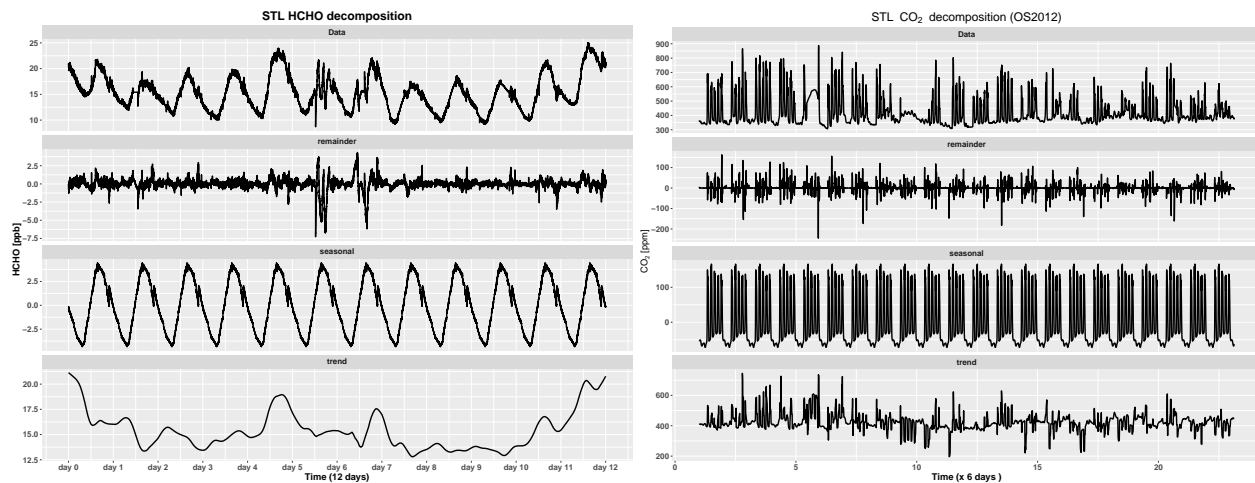 STL HCHO decomposition
Data
25
20
15
10
remainder
2.5
0.0
−2.5
−5.0
−7.5
seasonal
2.5
0.0
−2.5
trend
20.0
17.5
15.0
12.5
HCHO [ppb]
day 0 day 1 day 2 day 3 day 4 day 5 day 6 day 7 day 8 day 9 day 10 day 11 day 12
Time (12 days)
STL CO₂ decomposition (OS2012)
Data
900
800
700
600
500
400
300
remainder
100
0
−100
−200
seasonal
100
0
trend
600
400
200
CO₂ [ppm]
0 5 10 15 20
Time (x 6 days )